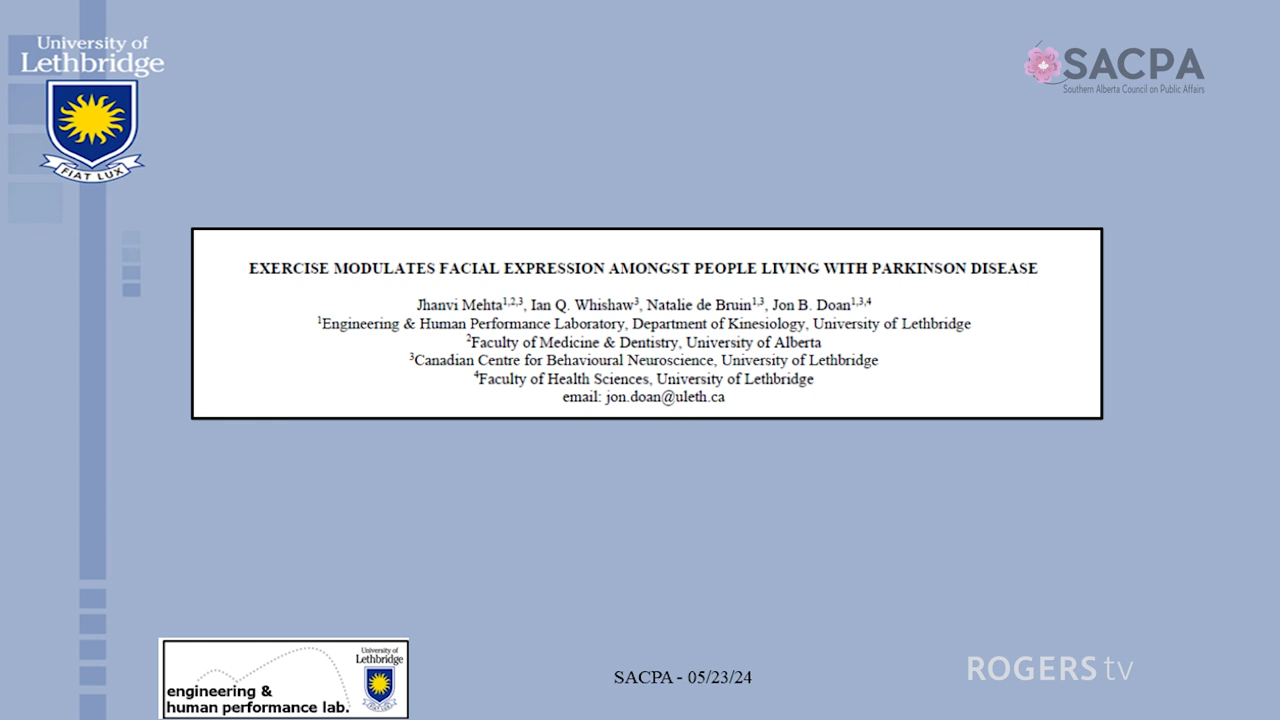 University of
Lethbridge
FIAT LUX
SACPA
Southern Alberta Council on Public Affairs
EXERCISE MODULATES FACIAL EXPRESSION AMONGST PEOPLE LIVING WITH PARKINSON DISEASE
Jhanvi Mehta1,2,3, Ian Q. Whishaw3, Natalie de Bruin1,3, Jon B. Doan1,3,4
1Engineering & Human Performance Laboratory, Department of Kinesiology, University of Lethbridge
2Faculty of Medicine & Dentistry, University of Alberta
3Canadian Centre for Behavioural Neuroscience, University of Lethbridge
4Faculty of Health Sciences, University of Lethbridge
email: jon.doan@uleth.ca
University of
Lethbridge
engineering &
human performance lab.
SACPA - 05/23/24
ROGERS tv